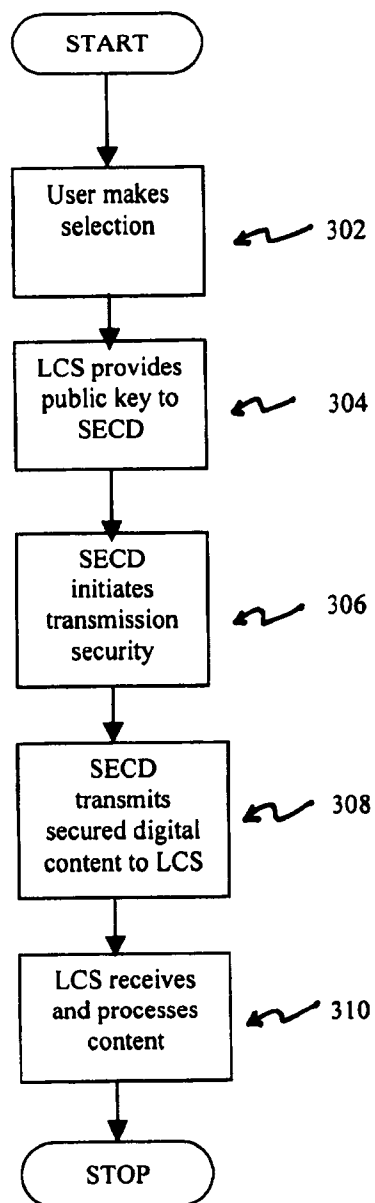 START
User makes
selection
302
LCS provides
public key to
SECD
304
SECD
initiates
transmission
security
306
SECD
transmits
secured digital
content to LCS
308
LCS receives
and processes
content
310
STOP